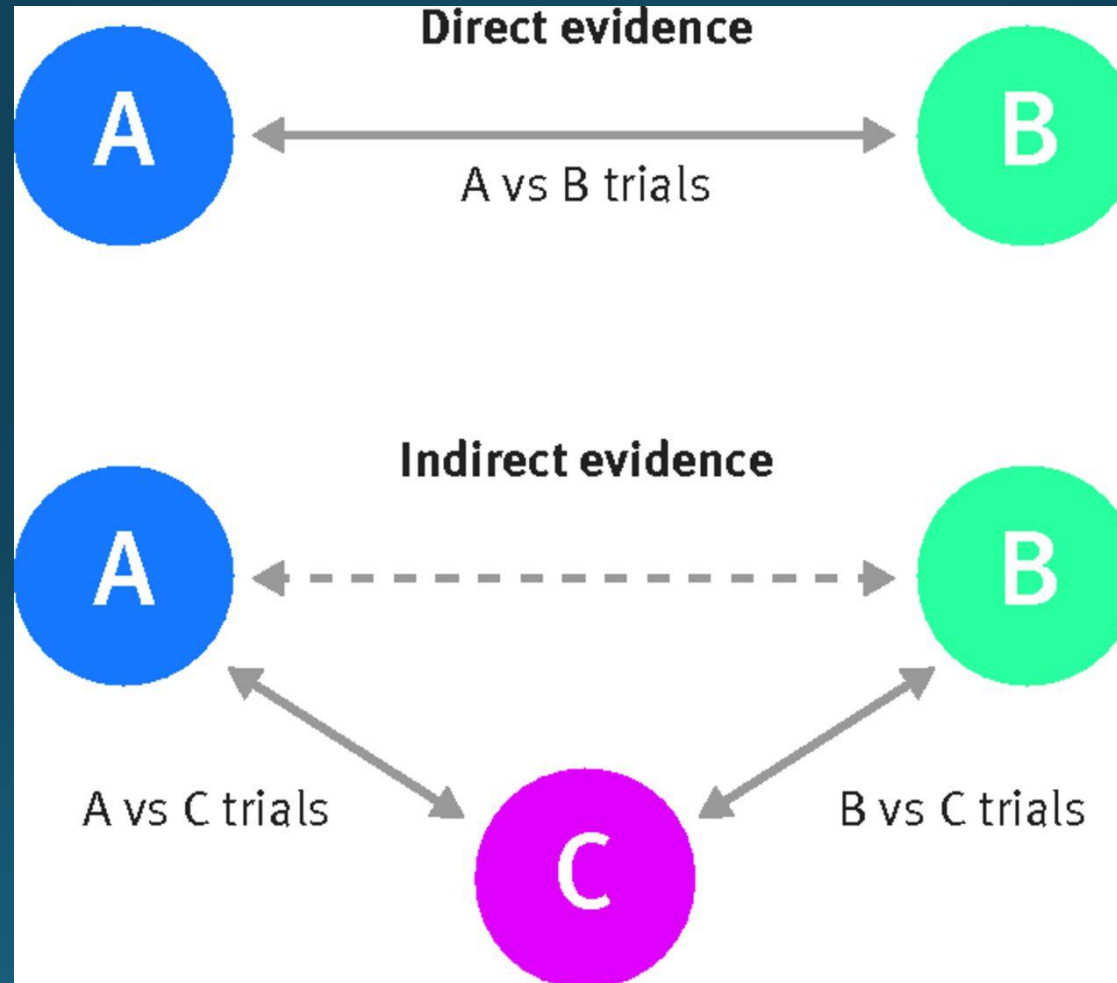 Direct evidence
A
B
A vs B trials
Indirect evidence
A
B
A vs C trials
B vs C trials
C